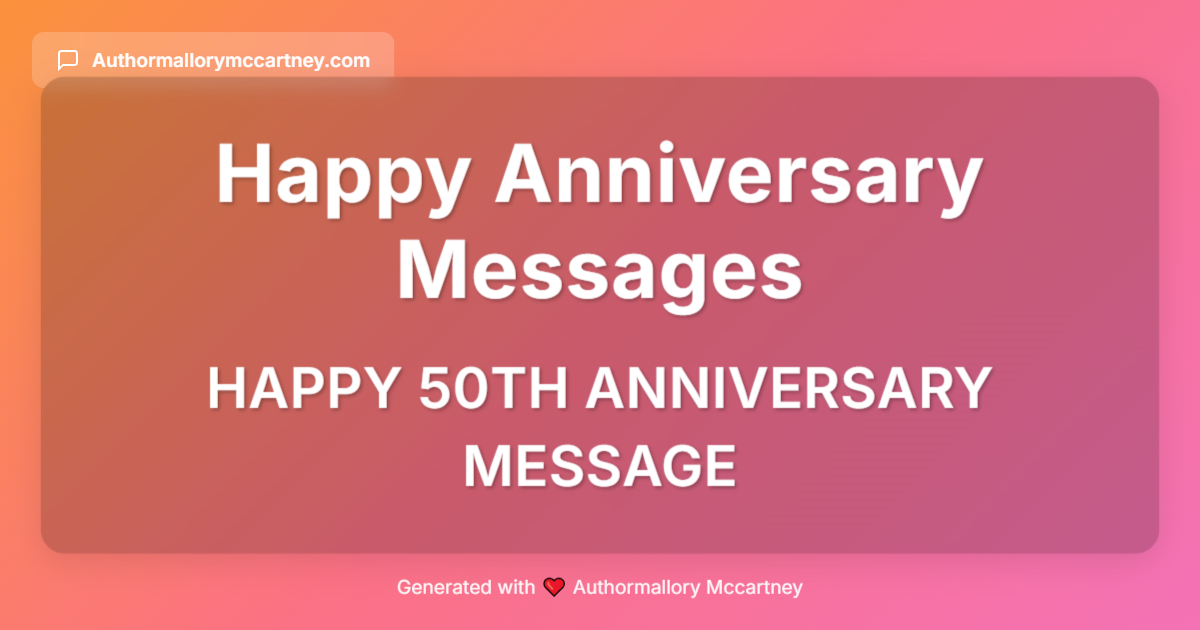 Authormallorymccartney.com
Happy Anniversary
Messages
HAPPY 50TH ANNIVERSARY
MESSAGE
Generated with ❤️ Authormallory Mccartney